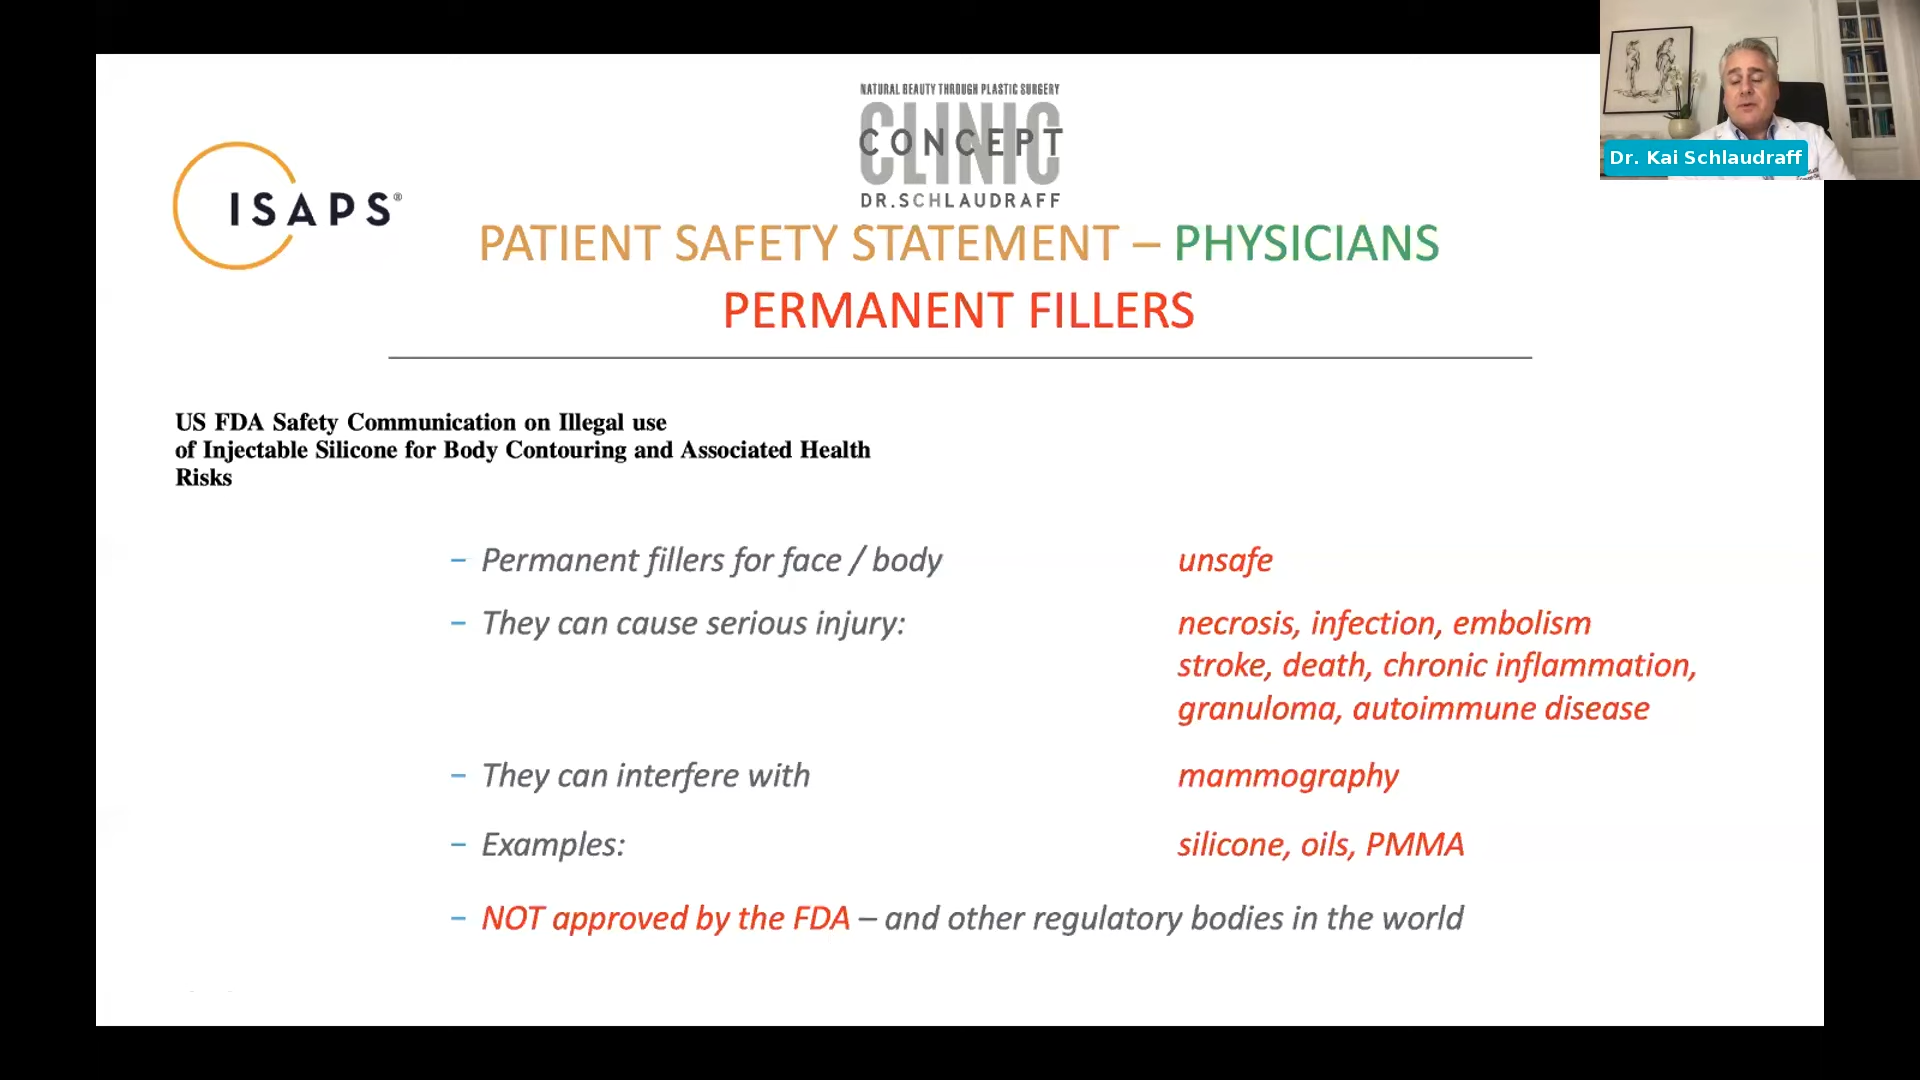 NATURAL BEAUTY THROUGH PLASTIC SURGERY
CLINIC
CONCEPT
DR.SCHLAUDRAFF
Dr. Kai Schlaudraff
ISAPS®
PATIENT SAFETY STATEMENT – PHYSICIANS
PERMANENT FILLERS
US FDA Safety Communication on Illegal use
of Injectable Silicone for Body Contouring and Associated Health
Risks
– Permanent fillers for face / body unsafe
– They can cause serious injury: necrosis, infection, embolism
stroke, death, chronic inflammation,
granuloma, autoimmune disease
– They can interfere with mammography
– Examples: silicone, oils, PMMA
– NOT approved by the FDA – and other regulatory bodies in the world